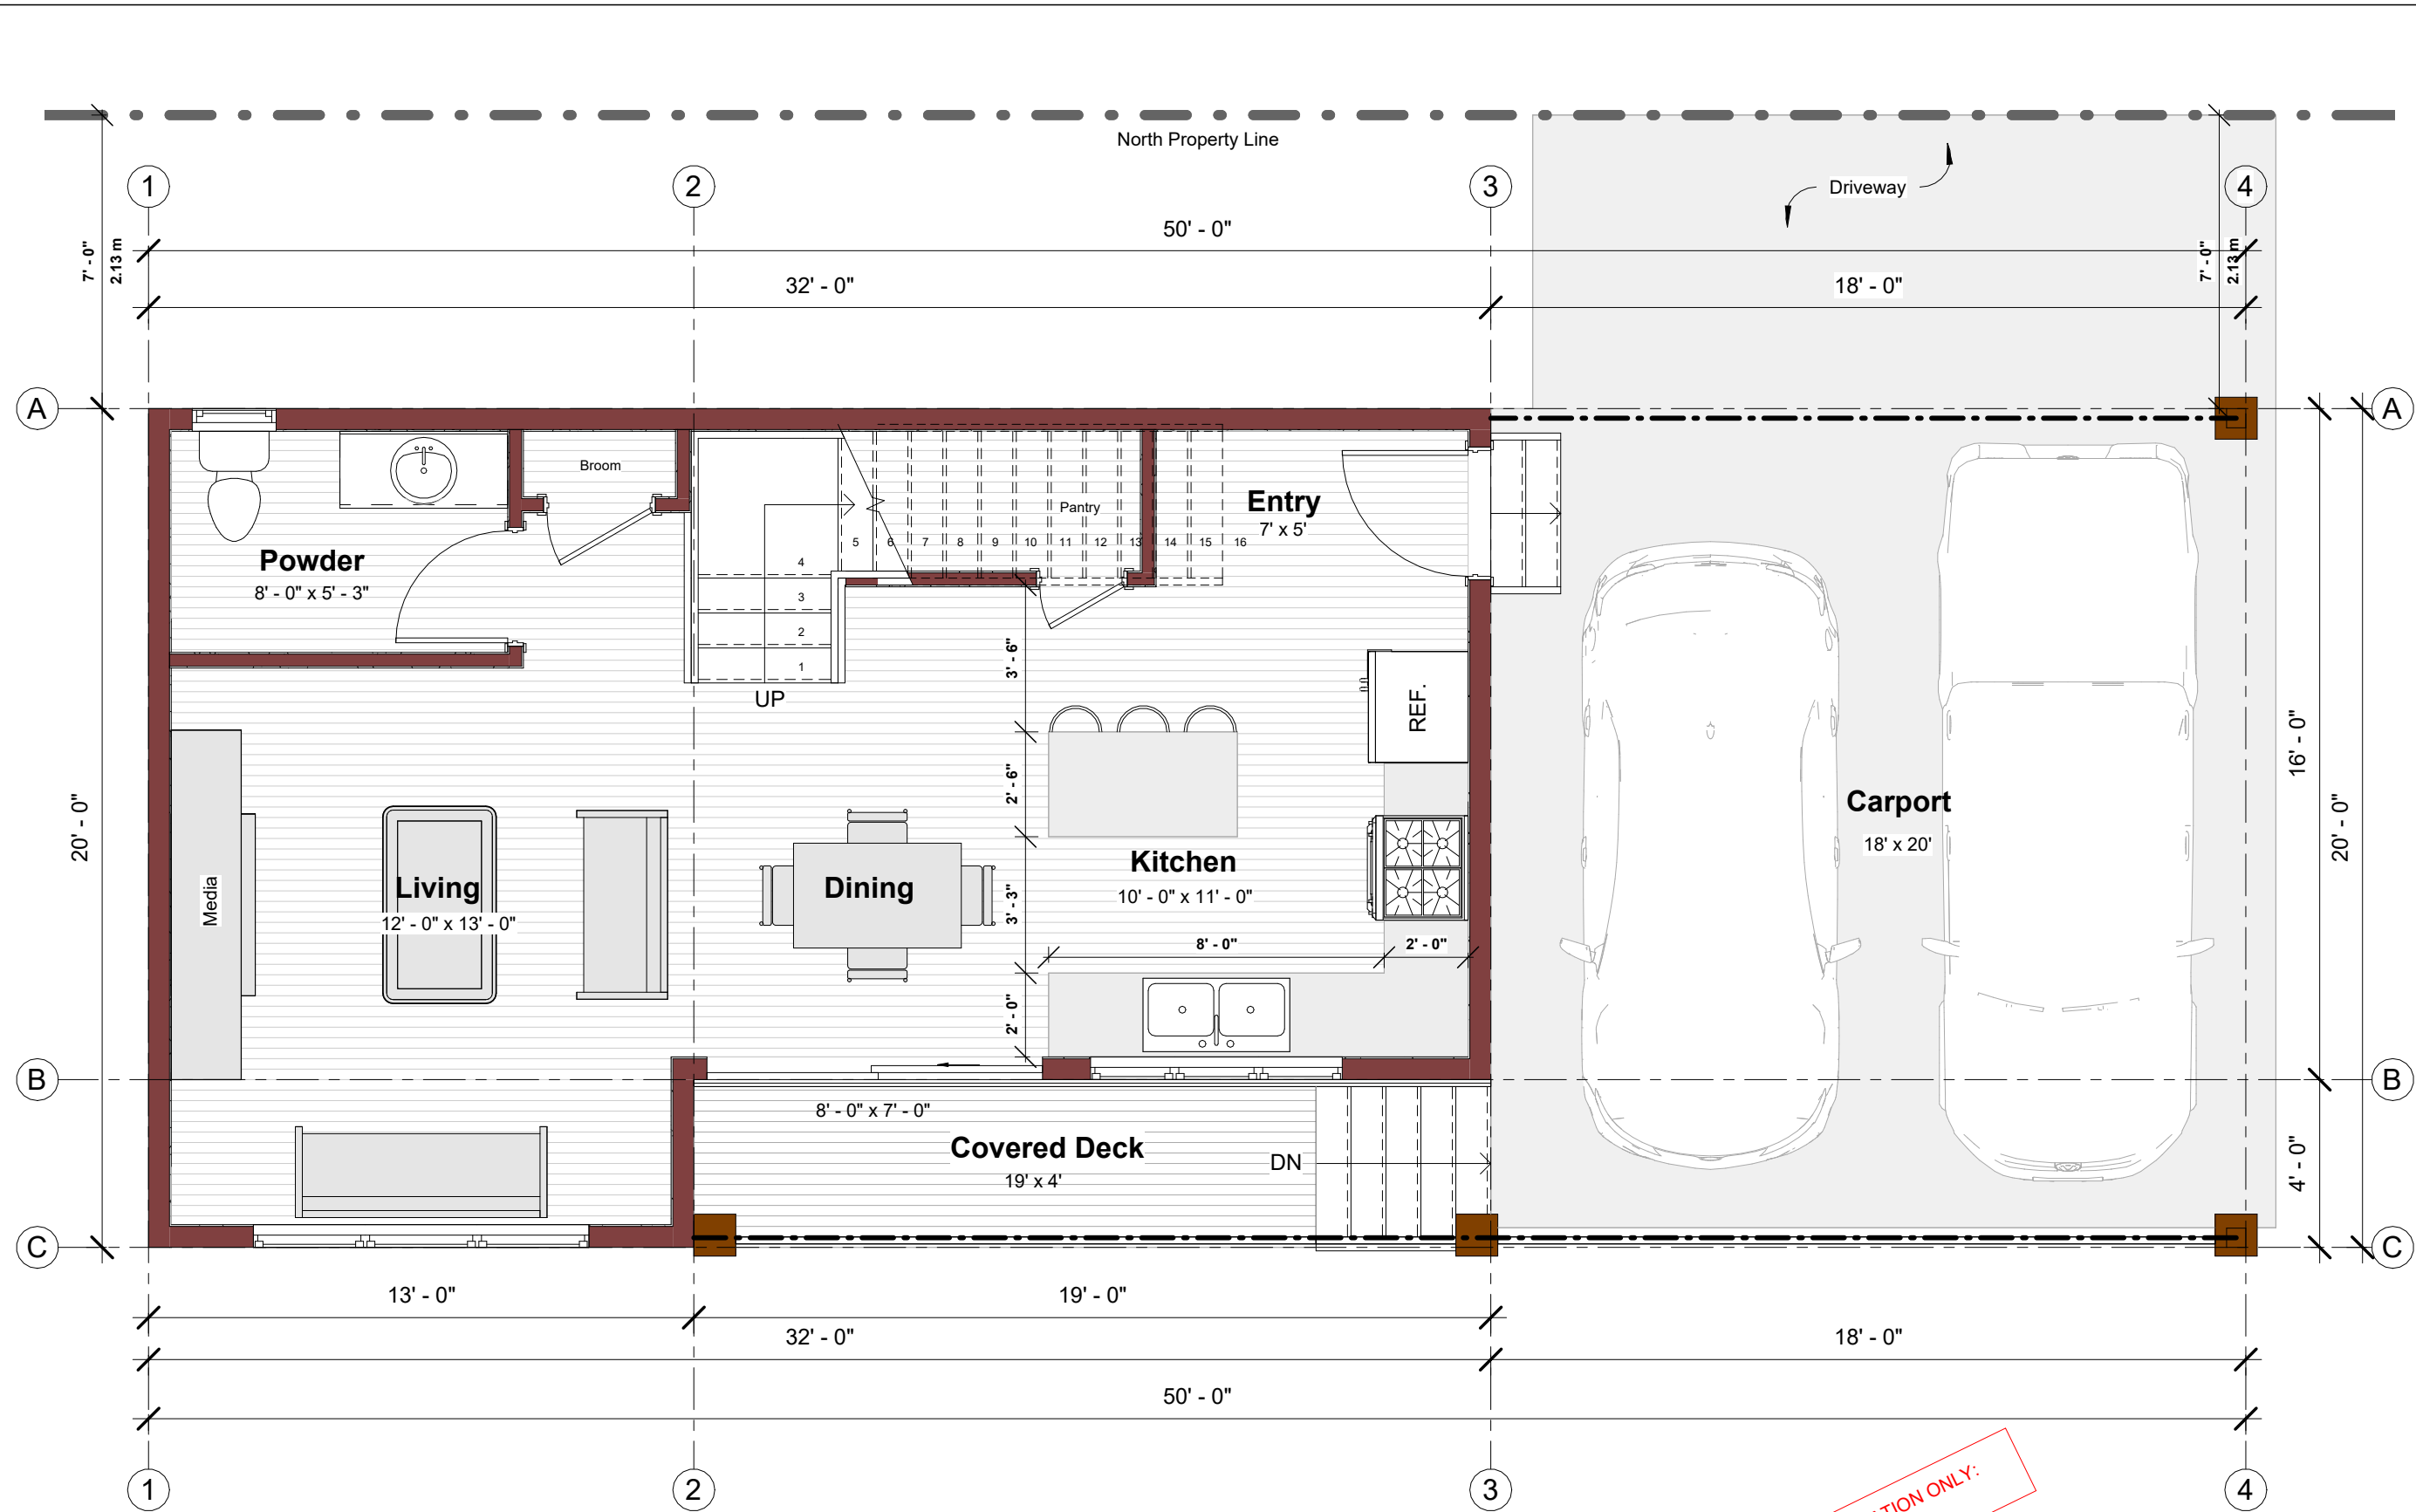 North Property Line
1
2
3
4
Driveway
50' - 0"
7' - 0"
2.13 m
7' - 0"
2.13 m
32' - 0"
18' - 0"
A
A
Broom
Pantry
Entry
7' x 5'
Powder
8' - 0" x 5' - 3"
5
6
7
8
9
10
11
12
13
14
15
16
4
3
2
1
UP
3' - 6"
REF.
16' - 0"
2' - 6"
Carport
18' x 20'
20' - 0"
20' - 0"
Media
Living
12' - 0" x 13' - 0"
Dining
Kitchen
10' - 0" x 11' - 0"
3' - 3"
8' - 0"
2' - 0"
2' - 0"
B
B
8' - 0" x 7' - 0"
Covered Deck
19' x 4'
DN
4' - 0"
C
C
13' - 0"
19' - 0"
32' - 0"
18' - 0"
50' - 0"
1
2
3
4
ONLY: